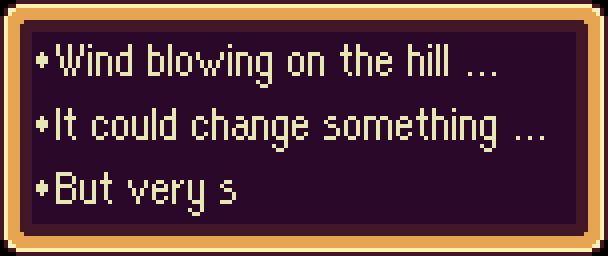 •Wind blowing on the hill ...
•It could change something ...
•But very s